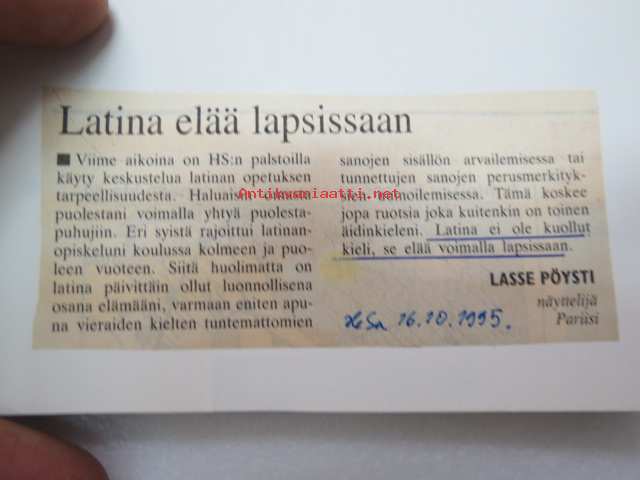 Latina elää lapsissaan
■ Viime aikoina on HS:n palstoilla
käyty keskustelua latinan opetuksen
tarpeellisuudesta. Haluaisin omasta
puolestani voimalla yhtyä puolesta-
puhujiin. Eri syistä rajoittui latinan-
opiskeluni koulussa kolmeen ja puo-
leen vuoteen. Siitä huolimatta on
latina päivittäin ollut luonnollisena
osana elämääni, varmaan eniten apu-
na vieraiden kielten tuntemattomien
sanojen sisällön arvailemisessa tai
tunnettujen sanojen perusmerkityk-
sien haroilemisessa. Tämä koskee
jopa ruotsia joka kuitenkin on toinen
äidinkieleni. Latina ei ole kuollut
kieli, se elää voimalla lapsissaan.
LASSE PÖYSTI
näyttelijä
Pariisi
HeSa 16.10.1995.
Antikvariaatti.net